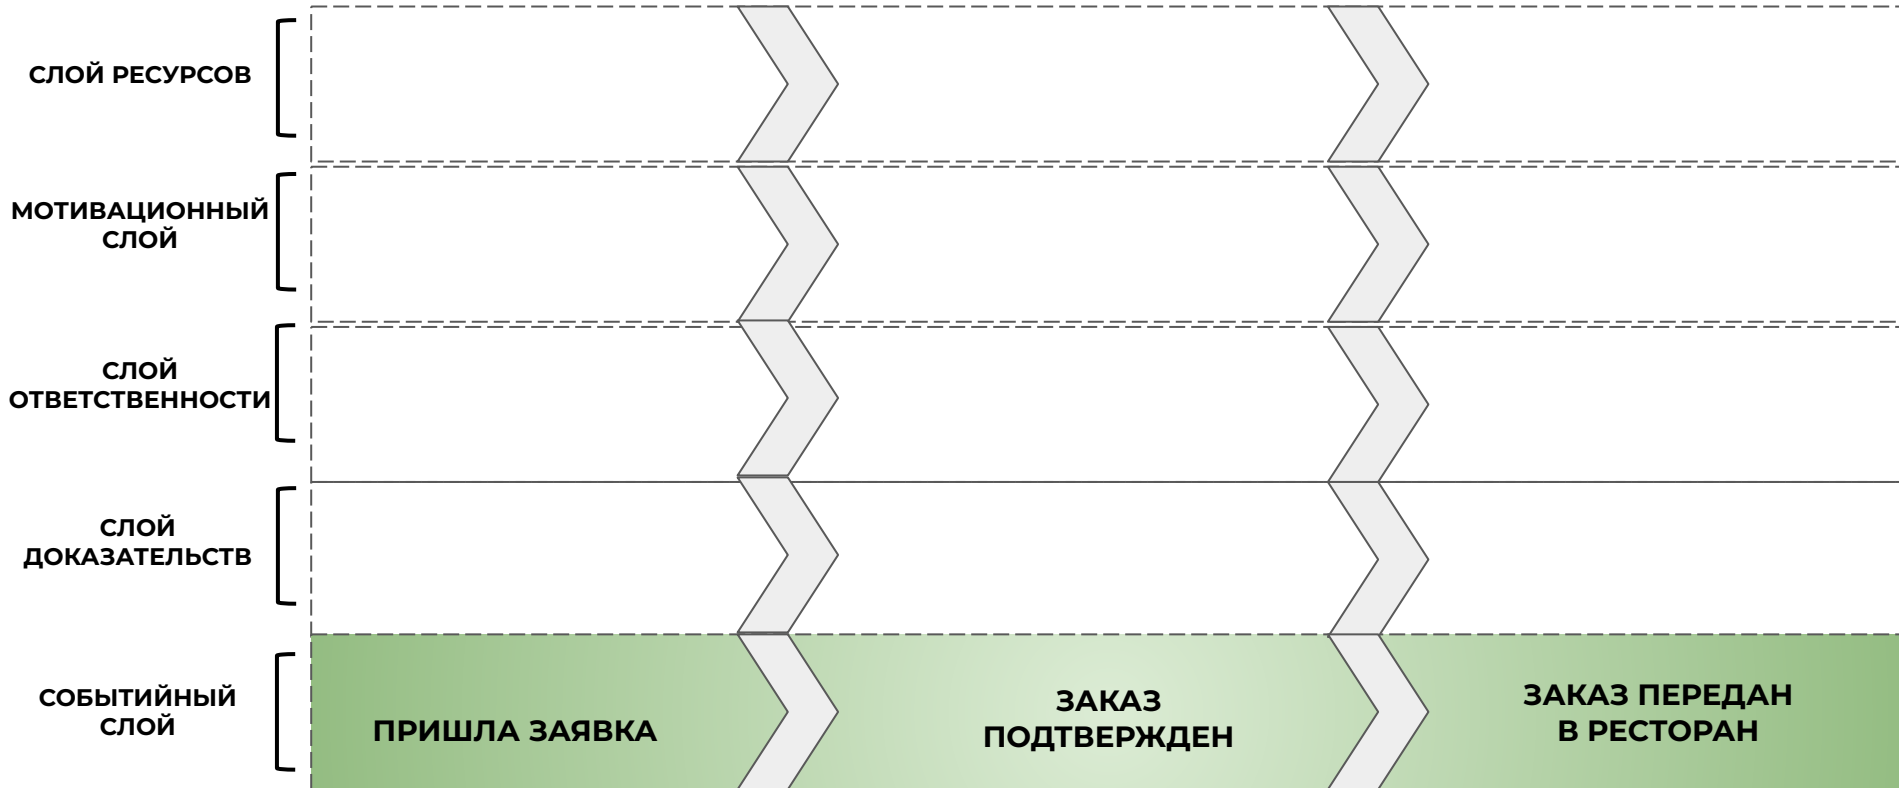 СЛОЙ РЕСУРСОВ
МОТИВАЦИОННЫЙ
СЛОЙ
СЛОЙ
ОТВЕТСТВЕННОСТИ
СЛОЙ
ДОКАЗАТЕЛЬСТВ
СОБЫТИЙНЫЙ
СЛОЙ
ПРИШЛА ЗАЯВКА
ЗАКАЗ
ПОДТВЕРЖДЕН
ЗАКАЗ ПЕРЕДАН
В РЕСТОРАН